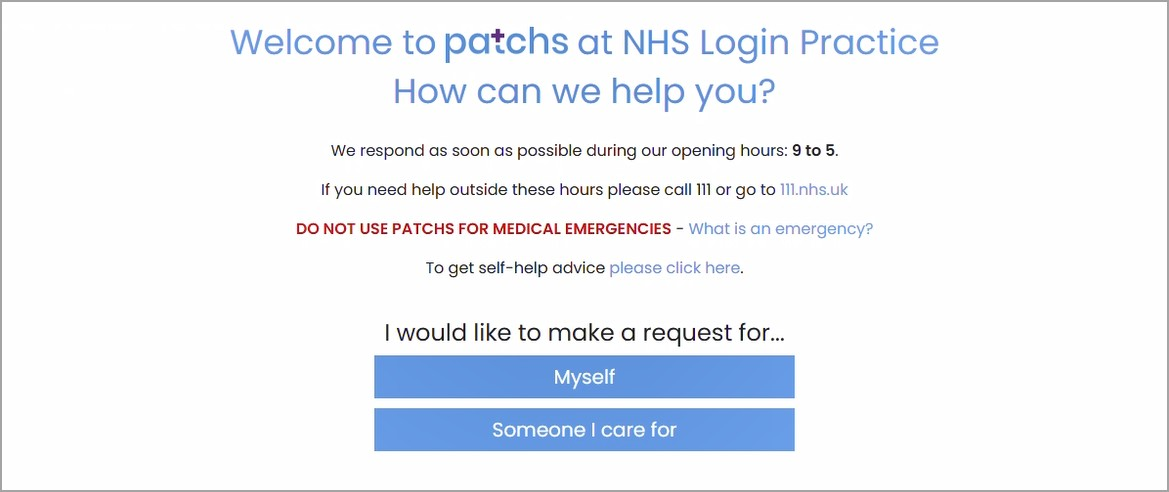 Welcome to patchs at NHS Login Practice
How can we help you?
We respond as soon as possible during our opening hours: 9 to 5.
If you need help outside these hours please call 111 or go to 111.nhs.uk
DO NOT USE PATCHS FOR MEDICAL EMERGENCIES - What is an emergency?
To get self-help advice please click here.
I would like to make a request for...
Myself
Someone I care for